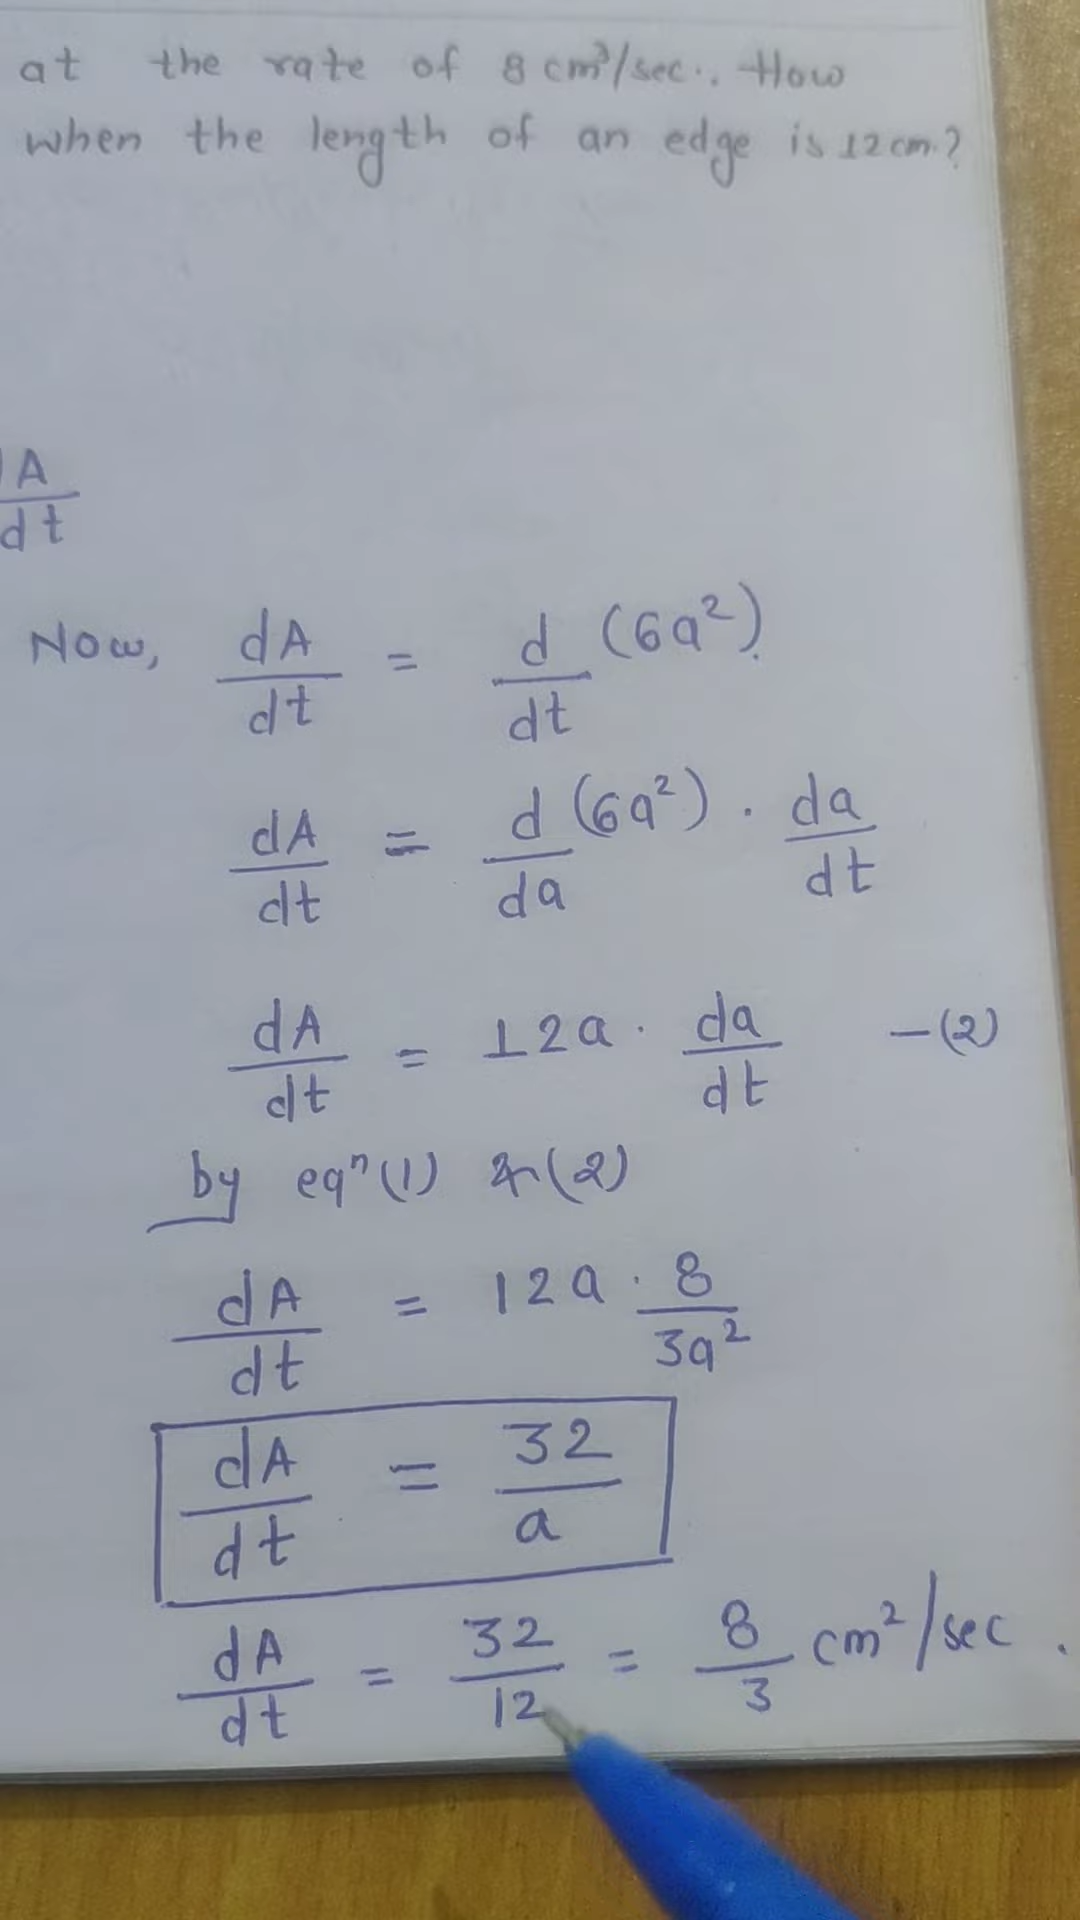 at the rate of 8 cm³/sec.. How
when the length of an edge is 12 cm.?
dA/dt
Now, dA/dt = d/dt (6a²)
dA/dt = d/da (6a²) . da/dt
dA/dt = 12a . da/dt —(2)
by eqⁿ (1) & (2)
dA/dt = 12a . 8/3a²
dA/dt = 32/a
dA/dt = 32/12 = 8/3 cm²/sec .